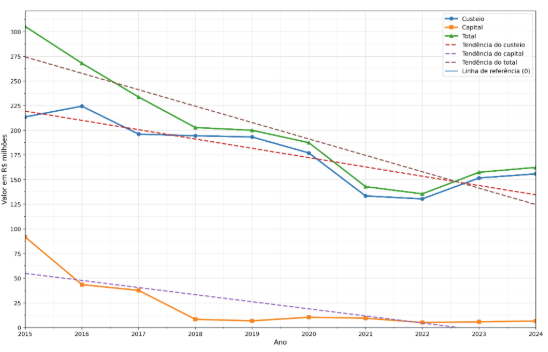 Custeio
Capital
Total
Tendência do custeio
Tendência do capital
Tendência do total
Linha de referência (0)
Valor em R$ milhões
300
275
250
225
200
175
150
125
100
75
50
25
0
2015 2016 2017 2018 2019 2020 2021 2022 2023 2024
Ano